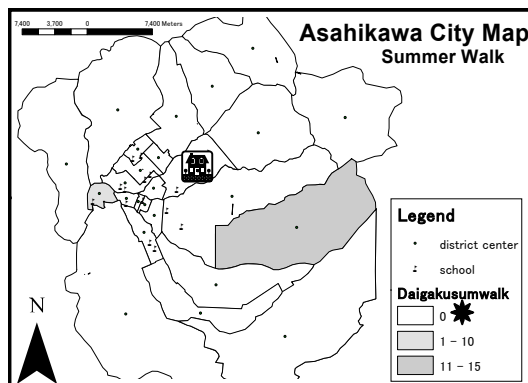 7,400 3,700 0 7,400 Meters
Asahikawa City Map
Summer Walk
N
Legend
district center
school
Daigakusumwalk
0
1 - 10
11 - 15